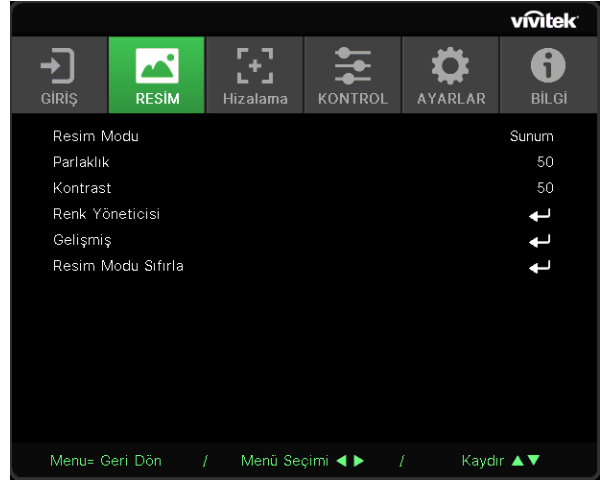 vivitek
GİRİŞ RESİM Hizalama KONTROL AYARLAR BİLGİ
Resim Modu Sunum
Parlaklık 50
Kontrast 50
Renk Yöneticisi
Gelişmiş
Resim Modu Sıfırla
Menu= Geri Dön / Menü Seçimi ◀ ▶ / Kaydır ▲▼